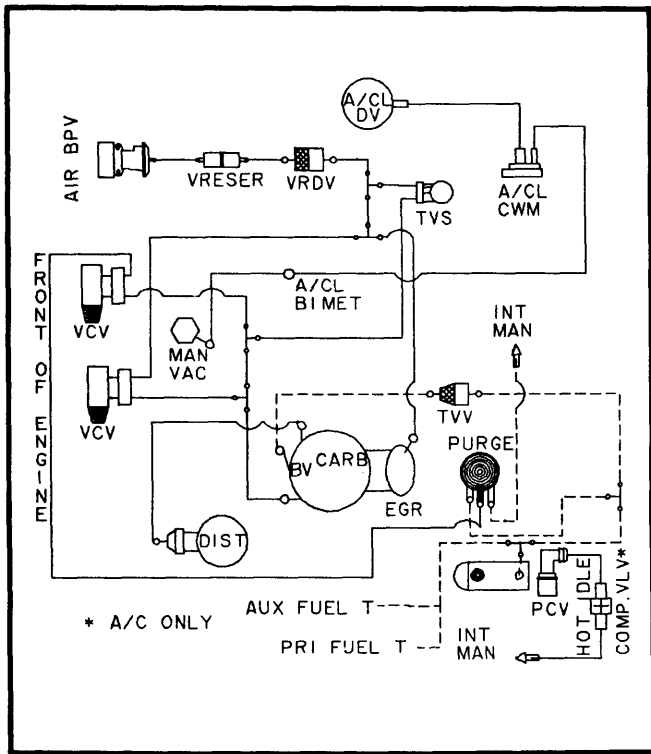 A/CL
DV
AIR BPV
VRESER
VRDV
TVS
A/CL
CWM
FRONT OF ENGINE
VCV
MAN
VAC
A/CL
BIMET
INT
MAN
VCV
TVV
PURGE
BV
CARB
EGR
DIST
AUX FUEL T
* A/C ONLY
PRI FUEL T
INT
MAN
PCV
HOT IDLE
COMP. VLV*